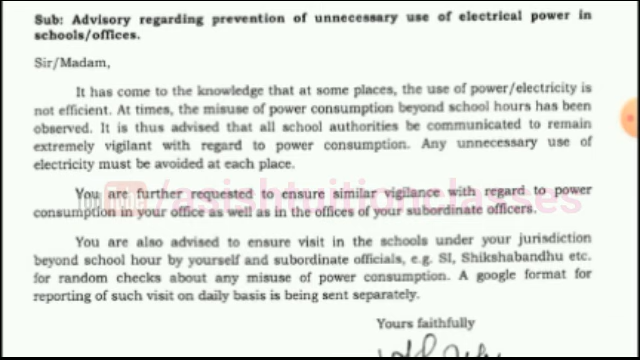 Sub: Advisory regarding prevention of unnecessary use of electrical power in
schools/offices.
Sir/Madam,
It has come to the knowledge that at some places, the use of power/electricity is
not efficient. At times, the misuse of power consumption beyond school hours has been
observed. It is thus advised that all school authorities be communicated to remain
extremely vigilant with regard to power consumption. Any unnecessary use of
electricity must be avoided at each place.
You are further requested to ensure similar vigilance with regard to power
consumption in your office as well as in the offices of your subordinate officers.
asishtuitionclasses
You are also advised to ensure visit in the schools under your jurisdiction
beyond school hour by yourself and subordinate officials, e.g. SI, Shikshabandhu etc.
for random checks about any misuse of power consumption. A google format for
reporting of such visit on daily basis is being sent separately.
Yours faithfully